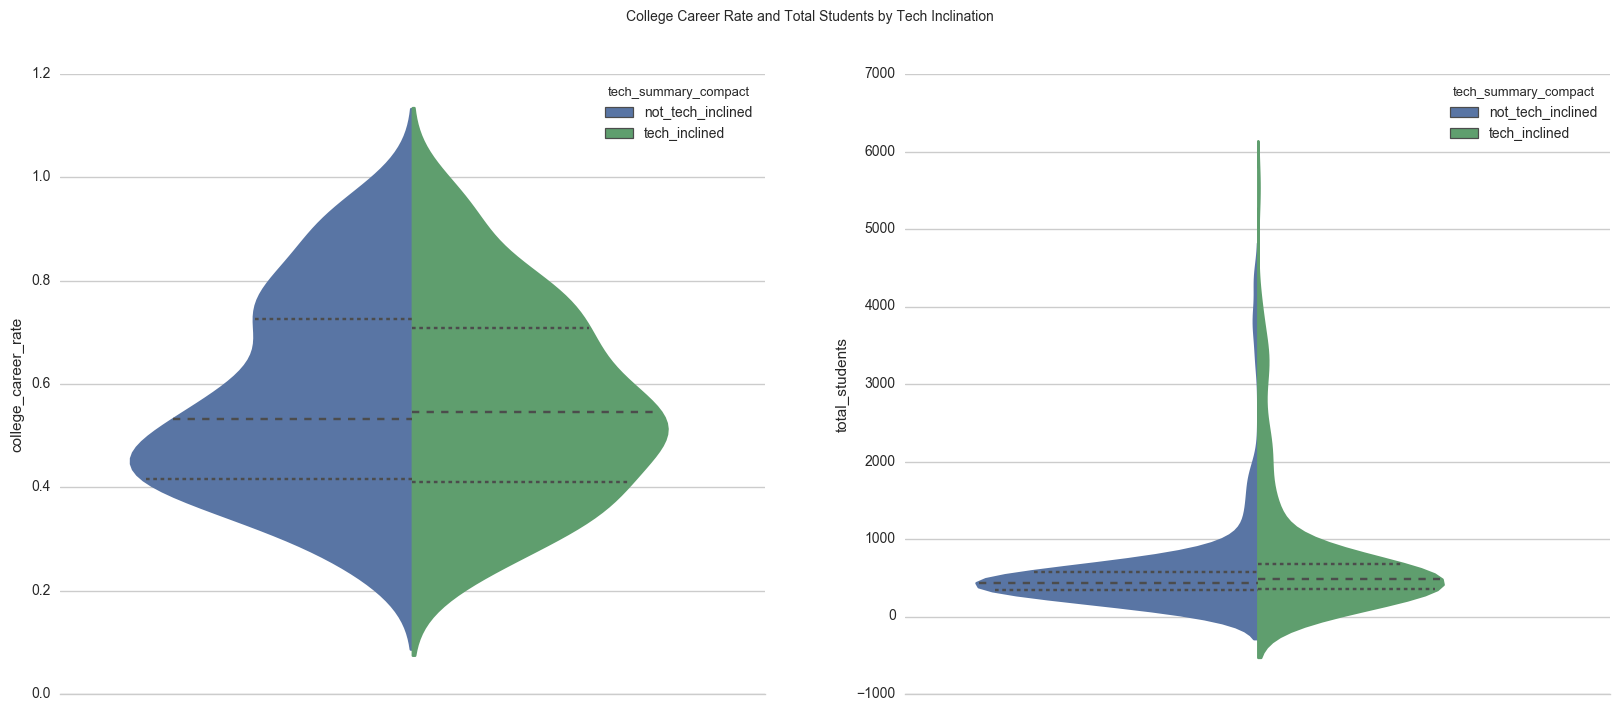 College Career Rate and Total Students by Tech Inclination
1.2
1.0
0.8
0.6
0.4
0.2
0.0
college_career_rate
tech_summary_compact
not_tech_inclined
tech_inclined
7000
6000
5000
4000
3000
2000
1000
0
−1000
total_students
tech_summary_compact
not_tech_inclined
tech_inclined